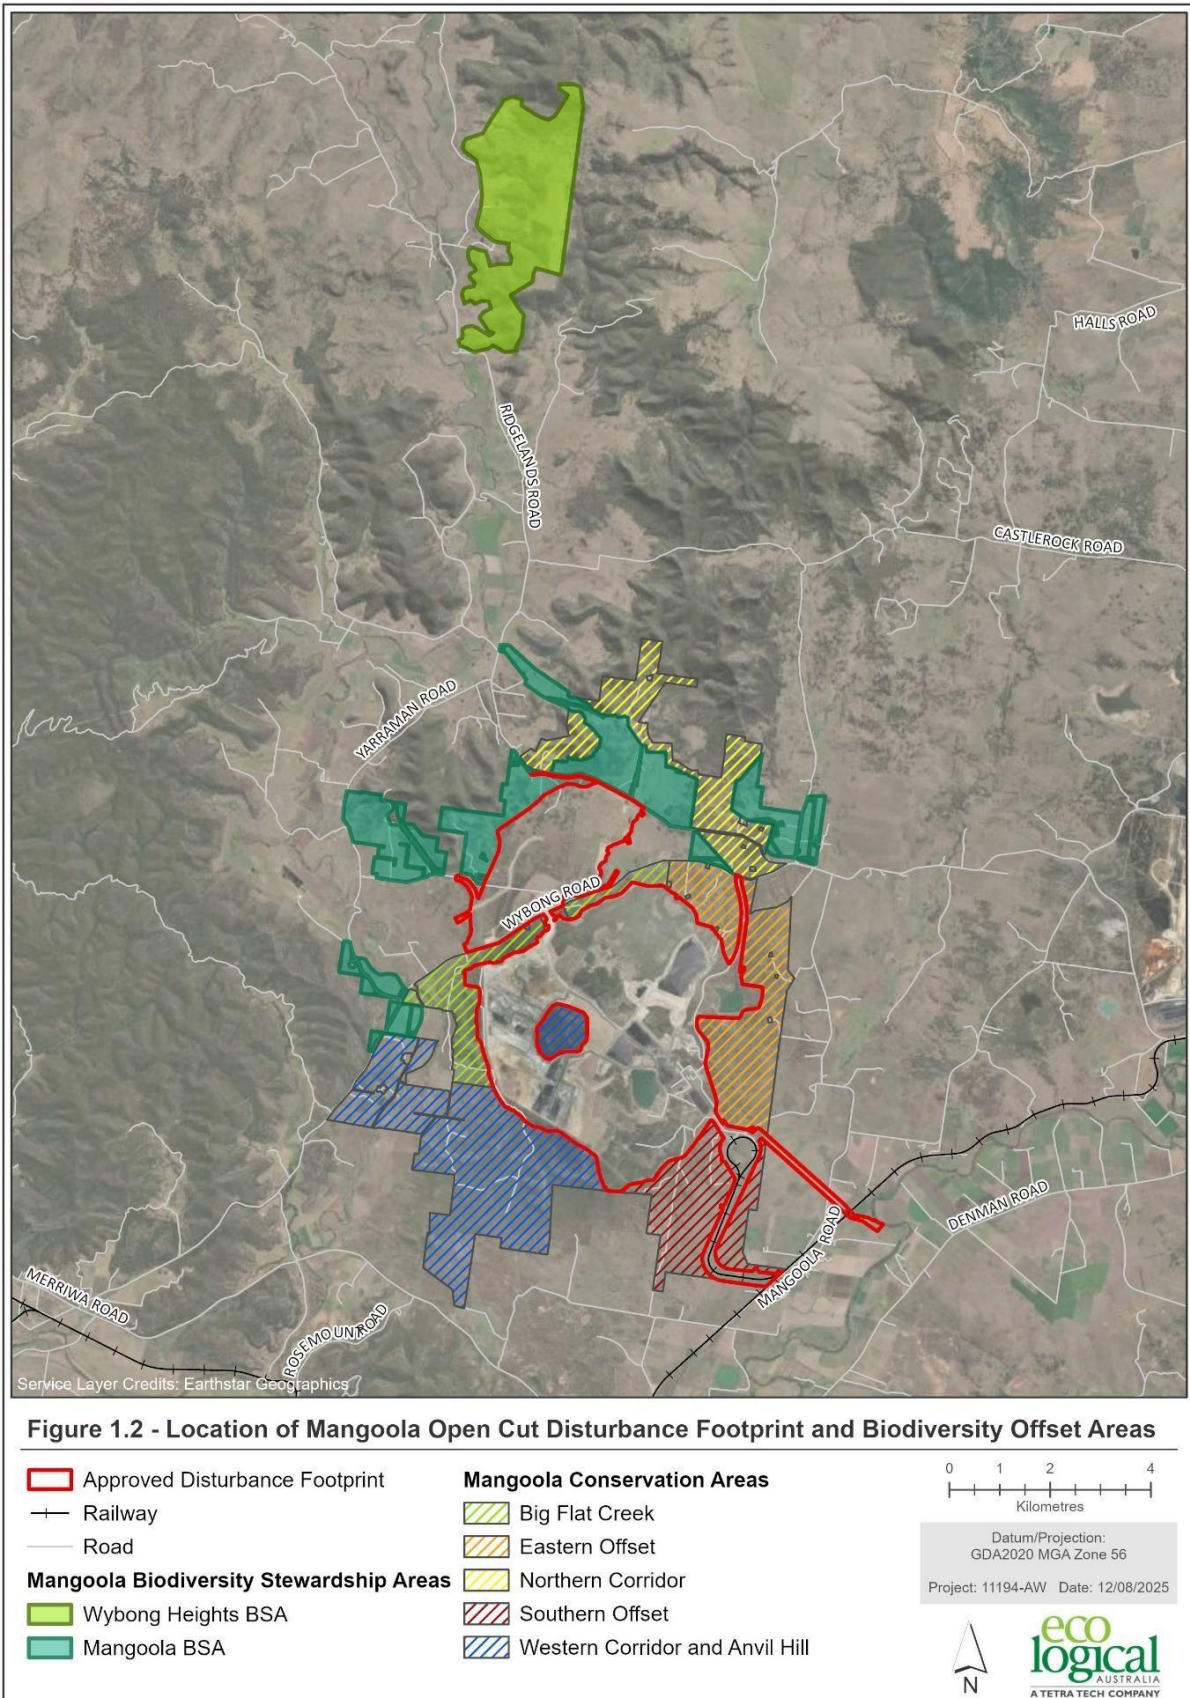 HALLS ROAD
RIDGELANDS ROAD
CASTLEROCK ROAD
YARRAMAN ROAD
WYBONG ROAD
DENMAN ROAD
MANGOOLA ROAD
MERRIWA ROAD
ROSEMOUNT ROAD
Service Layer Credits: Earthstar Geographics
Figure 1.2 - Location of Mangoola Open Cut Disturbance Footprint and Biodiversity Offset Areas
Approved Disturbance Footprint
Railway
Road
Mangoola Biodiversity Stewardship Areas
Wybong Heights BSA
Mangoola BSA
Mangoola Conservation Areas
Big Flat Creek
Eastern Offset
Northern Corridor
Southern Offset
Western Corridor and Anvil Hill
0 1 2 4
Kilometres
Datum/Projection:
GDA2020 MGA Zone 56
Project: 11194-AW Date: 12/08/2025
N
eco
logical
AUSTRALIA
A TETRA TECH COMPANY